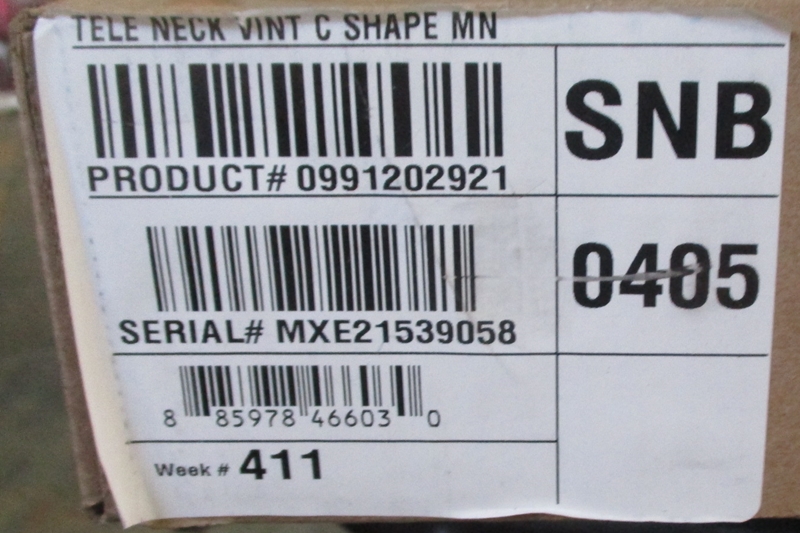 TELE NECK VINT C SHAPE MN
SNB
PRODUCT# 0991202921
0405
SERIAL# MXE21539058
8 85978 46603 0
Week # 411